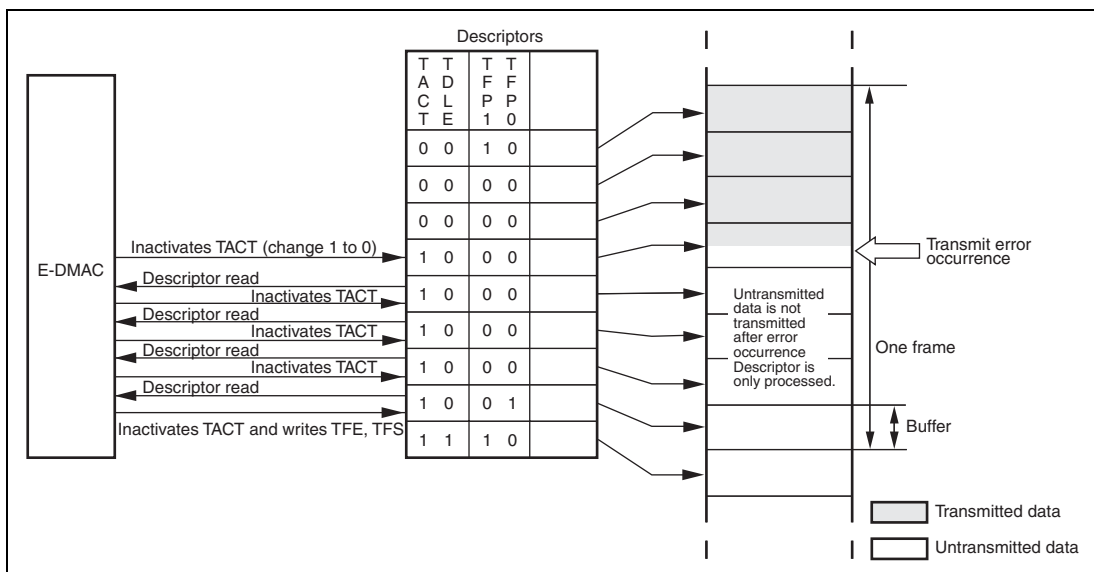 Descriptors
T T T T
A D F F
C L P P
T E 1 0
0 0 1 0
0 0 0 0
0 0 0 0
1 0 0 0
1 0 0 0
1 0 0 0
1 0 0 0
1 0 0 1
1 1 1 0
E-DMAC
Inactivates TACT (change 1 to 0)
Descriptor read
Inactivates TACT
Descriptor read
Inactivates TACT
Descriptor read
Inactivates TACT
Descriptor read
Inactivates TACT and writes TFE, TFS
Untransmitted
data is not
transmitted
after error
occurrence
Descriptor is
only processed.
Transmit error
occurrence
One frame
Buffer
Transmitted data
Untransmitted data